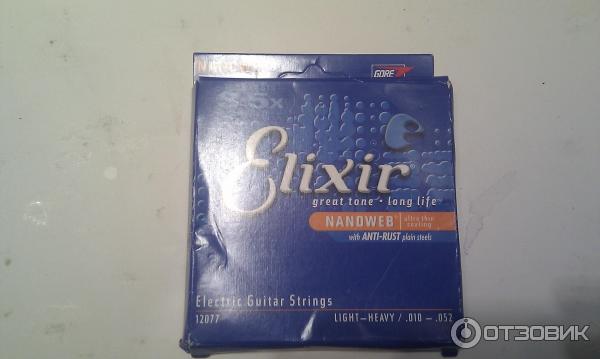 GORE
Elixir
great tone • long life
NANOWEB® ultra thin coating
with ANTI-RUST plain steels
Electric Guitar Strings
12077 LIGHT–HEAVY / .010 – .052
ОТЗОВИК